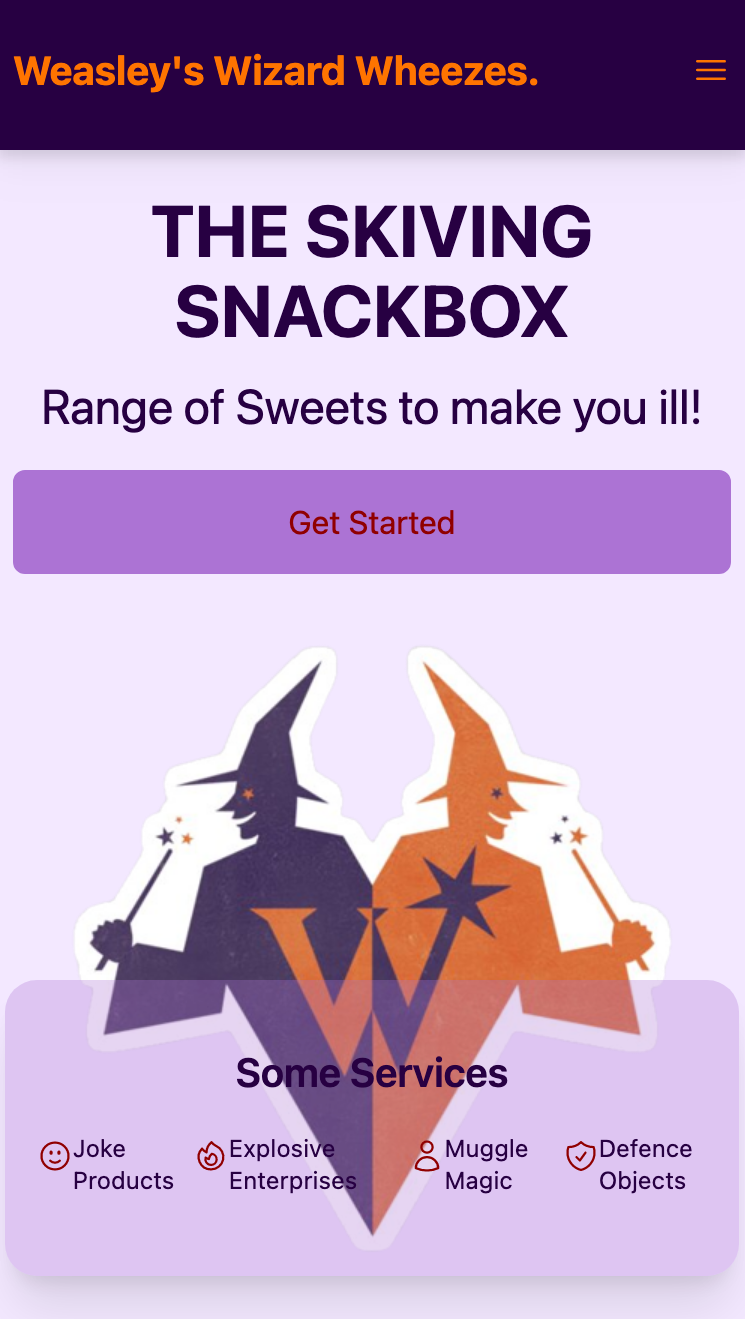 Weasley's Wizard Wheezes.
THE SKIVING
SNACKBOX
Range of Sweets to make you ill!
Get Started
W
Some Services
Joke
Products
Explosive
Enterprises
Muggle
Magic
Defence
Objects